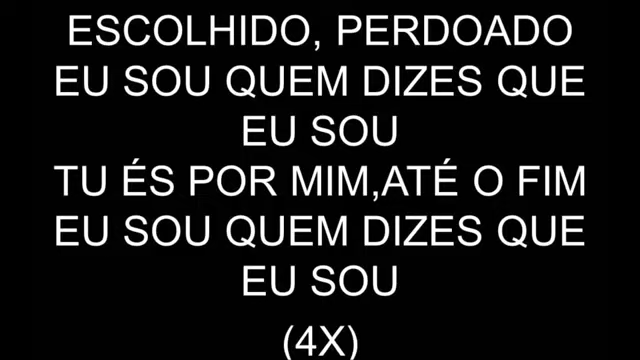 ESCOLHIDO, PERDOADO
EU SOU QUEM DIZES QUE
EU SOU
TU ÉS POR MIM,ATÉ O FIM
EU SOU QUEM DIZES QUE
EU SOU
(4X)